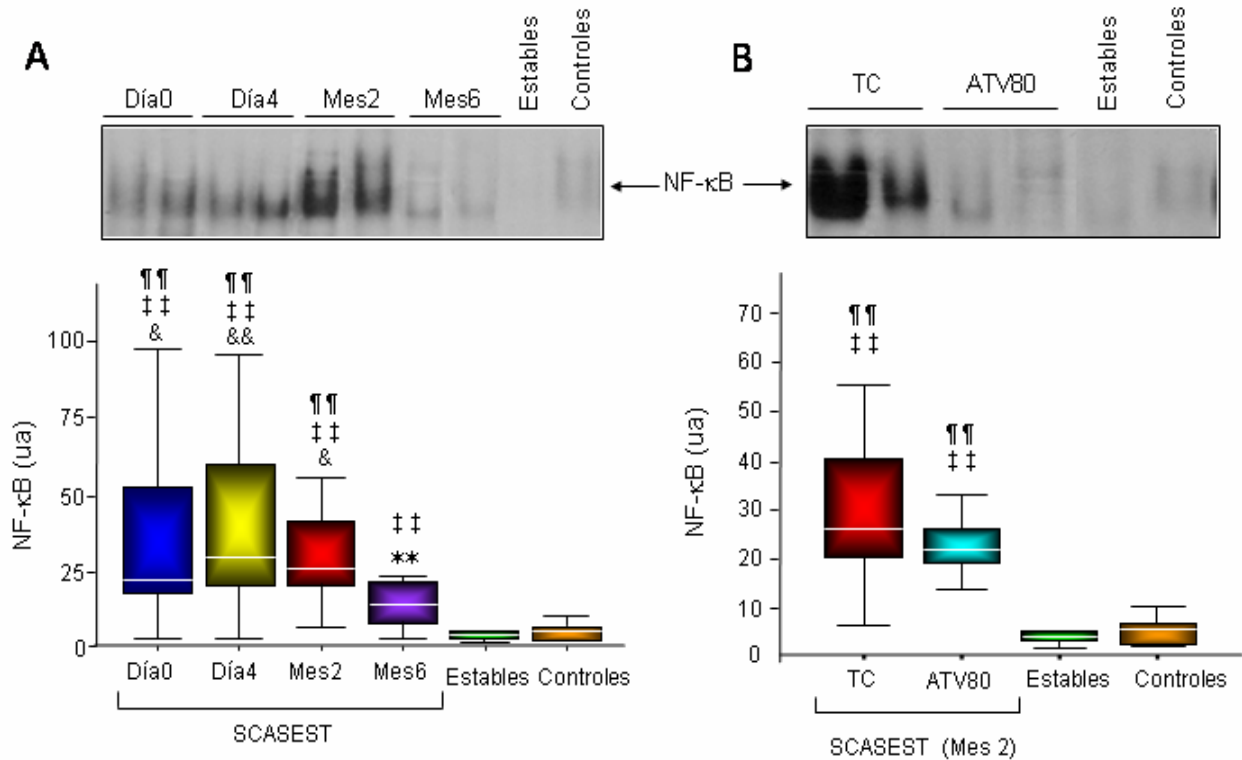 A
Día0 Día4 Mes2 Mes6 Estables Controles
B
TC ATV80 Estables Controles
NF-κB
NF-κB (ua)
100
75
50
25
0
¶¶
‡‡
&
¶¶
‡‡
&&
¶¶
‡‡
&
‡‡
**
Día0 Día4 Mes2 Mes6 Estables Controles
SCASEST
NF-κB (ua)
70
60
50
40
30
20
10
0
¶¶
‡‡
¶¶
‡‡
TC ATV80 Estables Controles
SCASEST (Mes 2)